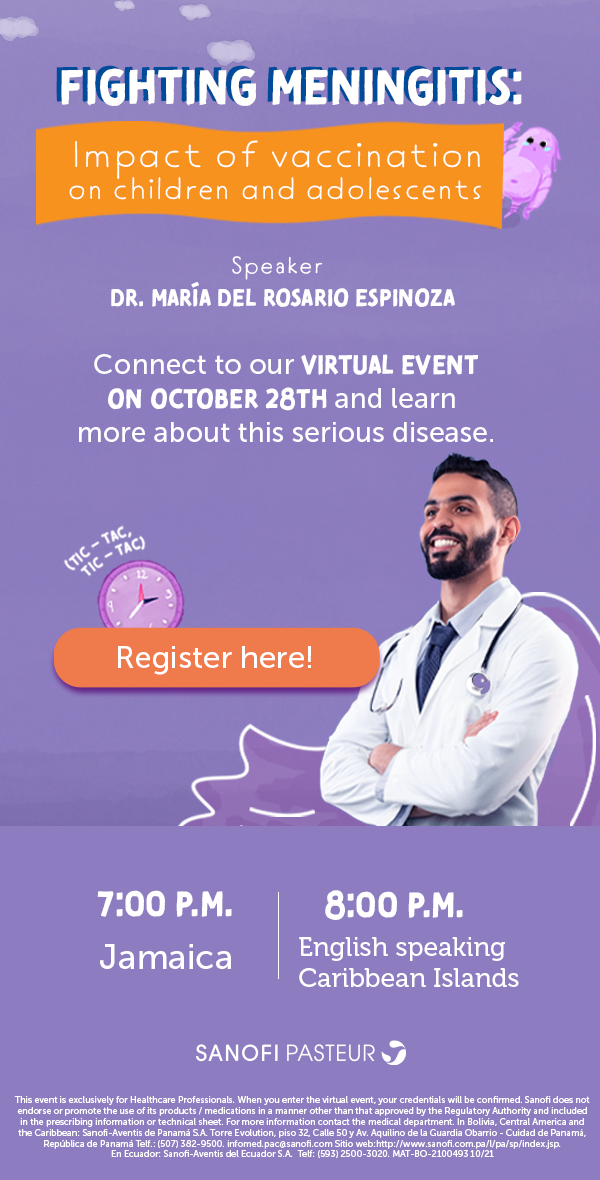 FIGHTING MENINGITIS:
Impact of vaccination
on children and adolescents
Speaker
DR. MARÍA DEL ROSARIO ESPINOZA
Connect to our VIRTUAL EVENT
ON OCTOBER 28TH and learn
more about this serious disease.
(TIC – TAC,
TIC – TAC)
12
3
9
Register here!
7:00 P.M.
Jamaica
8:00 P.M.
English speaking
Caribbean Islands
SANOFI PASTEUR
This event is exclusively for Healthcare Professionals. When you enter the virtual event, your credentials will be confirmed. Sanofi does not
endorse or promote the use of its products / medications in a manner other than that approved by the Regulatory Authority and included
in the prescribing information or technical sheet. For more information contact the medical department. In Bolivia, Central America and
the Caribbean: Sanofi-Aventis de Panamá S.A. Torre Evolution, piso 32, Calle 50 y Av. Aquilino de la Guardia Obarrio - Cuidad de Panamá,
República de Panamá Telf.: (507) 382-9500. infomed.pac@sanofi.com Sitio web:http://www.sanofi.com.pa/l/pa/sp/index.jsp.
En Ecuador: Sanofi-Aventis del Ecuador S.A. Telf: (593) 2500-3020. MAT-BO-2100493 10/21